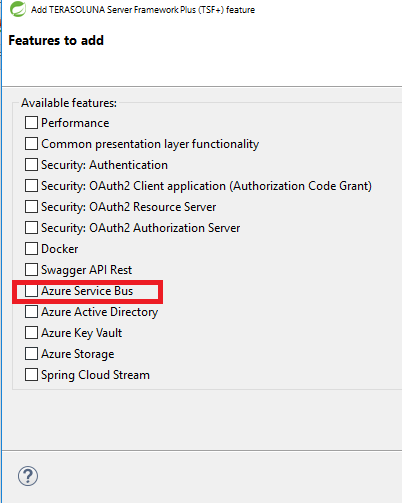 Add TERASOLUNA Server Framework Plus (TSF+) feature
Features to add
Available features:
Performance
Common presentation layer functionality
Security: Authentication
Security: OAuth2 Client application (Authorization Code Grant)
Security: OAuth2 Resource Server
Security: OAuth2 Authorization Server
Docker
Swagger API Rest
Azure Service Bus
Azure Active Directory
Azure Key Vault
Azure Storage
Spring Cloud Stream
?